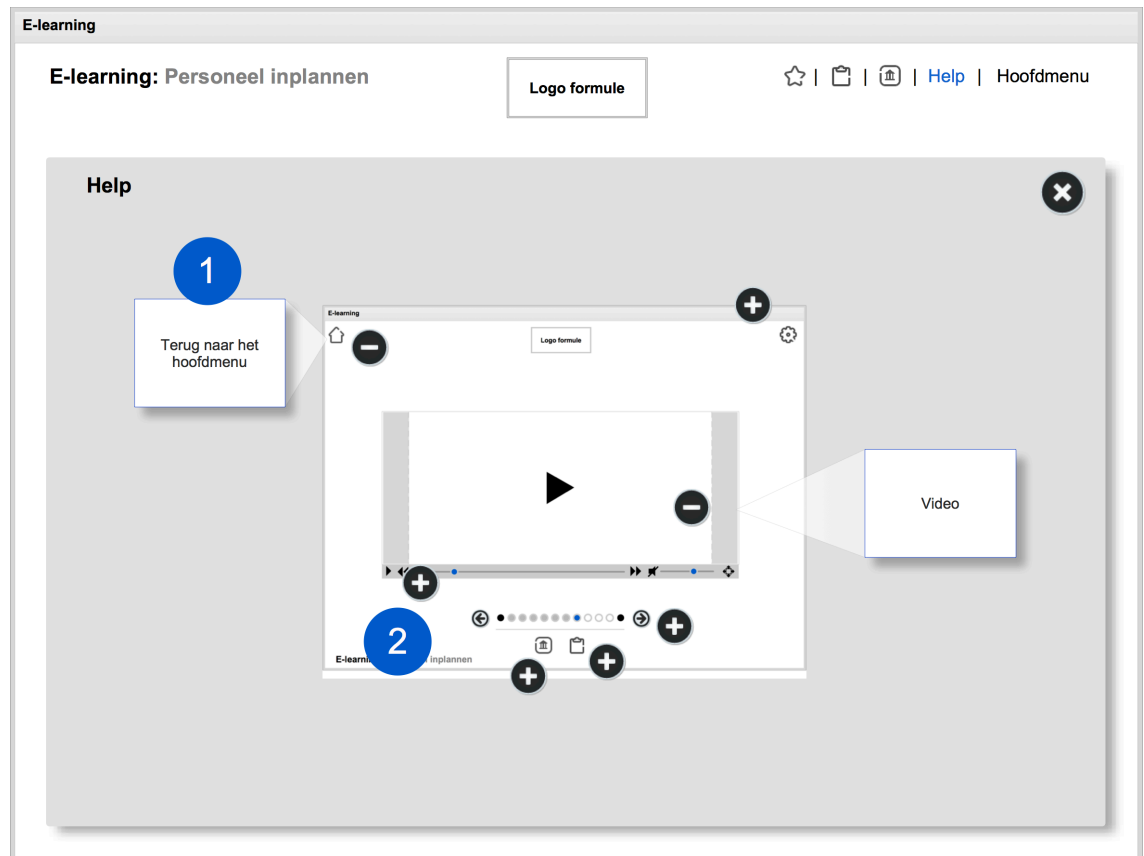 E-learning
E-learning: Personeel inplannen
Logo formule
| | | Help | Hoofdmenu
Help
1
Terug naar het
hoofdmenu
E-learning
Logo formule
Video
2
E-learni inplannen